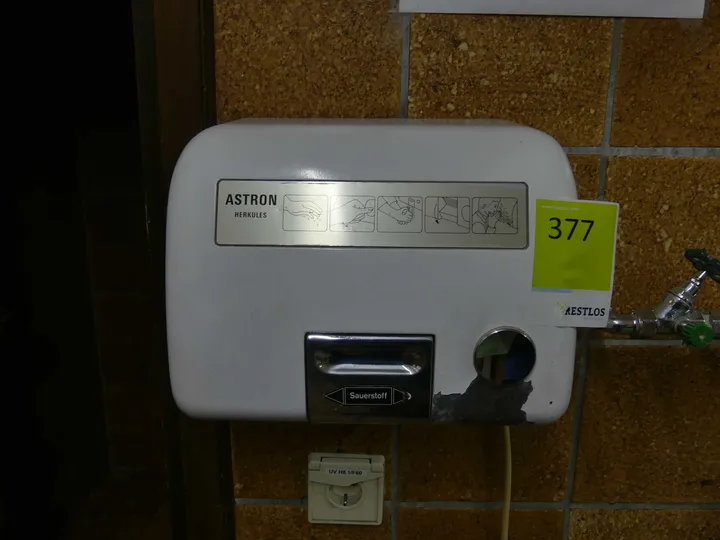 ASTRON
HERKULES
377
RESTLOS
Sauerstoff